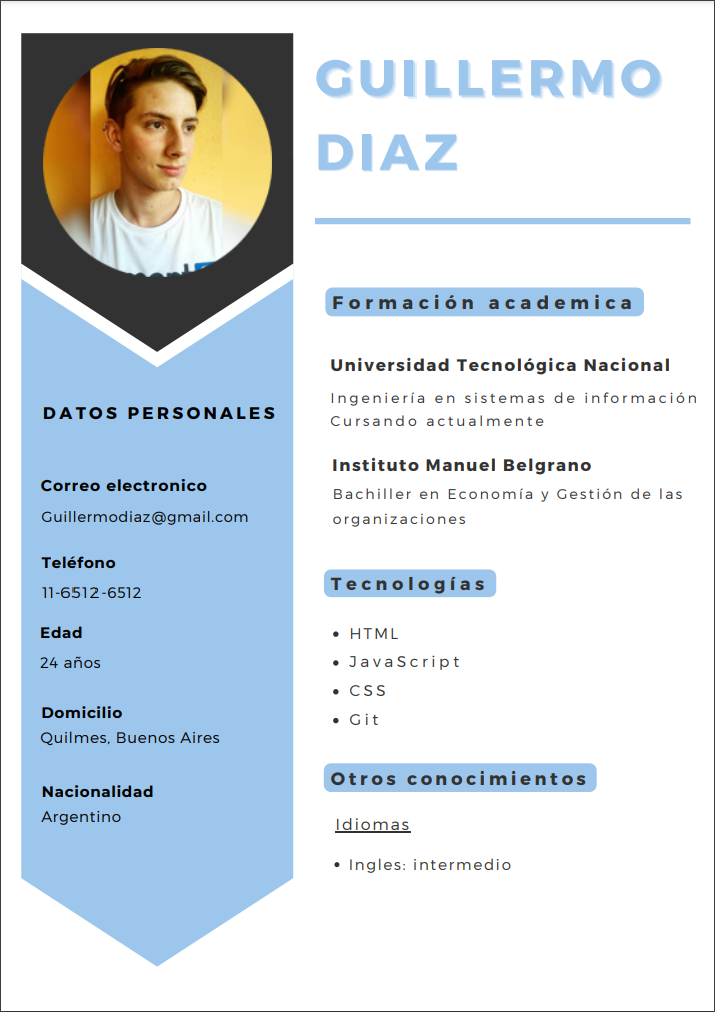 GUILLERMO
DIAZ
DATOS PERSONALES
Correo electronico
Guillermodiaz@gmail.com
Teléfono
11-6512-6512
Edad
24 años
Domicilio
Quilmes, Buenos Aires
Nacionalidad
Argentino
Formación academica
Universidad Tecnológica Nacional
Ingeniería en sistemas de información
Cursando actualmente
Instituto Manuel Belgrano
Bachiller en Economía y Gestión de las
organizaciones
Tecnologías
• HTML
• JavaScript
• CSS
• Git
Otros conocimientos
Idiomas
• Ingles: intermedio